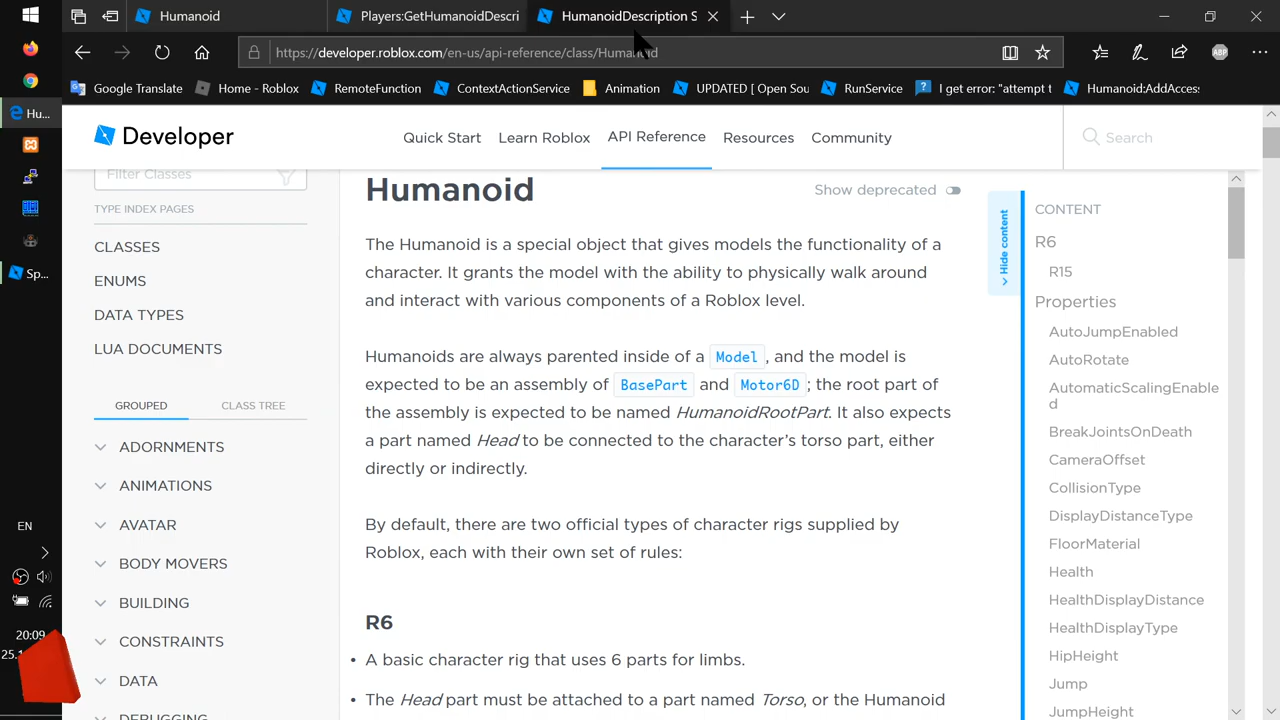 Humanoid
Players:GetHumanoidDescri
HumanoidDescription S
https://developer.roblox.com/en-us/api-reference/class/Humanoid
Google Translate
Home - Roblox
RemoteFunction
ContextActionService
Animation
UPDATED [ Open Sou
RunService
I get error: "attempt t
Humanoid:AddAccess
ABP
Hu...
Sp...
EN
20:09
25.1
Developer
Quick Start
Learn Roblox
API Reference
Resources
Community
Search
Filter Classes
TYPE INDEX PAGES
CLASSES
ENUMS
DATA TYPES
LUA DOCUMENTS
GROUPED
CLASS TREE
ADORNMENTS
ANIMATIONS
AVATAR
BODY MOVERS
BUILDING
CONSTRAINTS
DATA
DEBUGGING
Humanoid
Show deprecated
The Humanoid is a special object that gives models the functionality of a
character. It grants the model with the ability to physically walk around
and interact with various components of a Roblox level.
Humanoids are always parented inside of a Model, and the model is
expected to be an assembly of BasePart and Motor6D; the root part of
the assembly is expected to be named HumanoidRootPart. It also expects
a part named Head to be connected to the character's torso part, either
directly or indirectly.
By default, there are two official types of character rigs supplied by
Roblox, each with their own set of rules:
R6
• A basic character rig that uses 6 parts for limbs.
• The Head part must be attached to a part named Torso, or the Humanoid
Hide content
CONTENT
R6
R15
Properties
AutoJumpEnabled
AutoRotate
AutomaticScalingEnable
d
BreakJointsOnDeath
CameraOffset
CollisionType
DisplayDistanceType
FloorMaterial
Health
HealthDisplayDistance
HealthDisplayType
HipHeight
Jump
JumpHeight